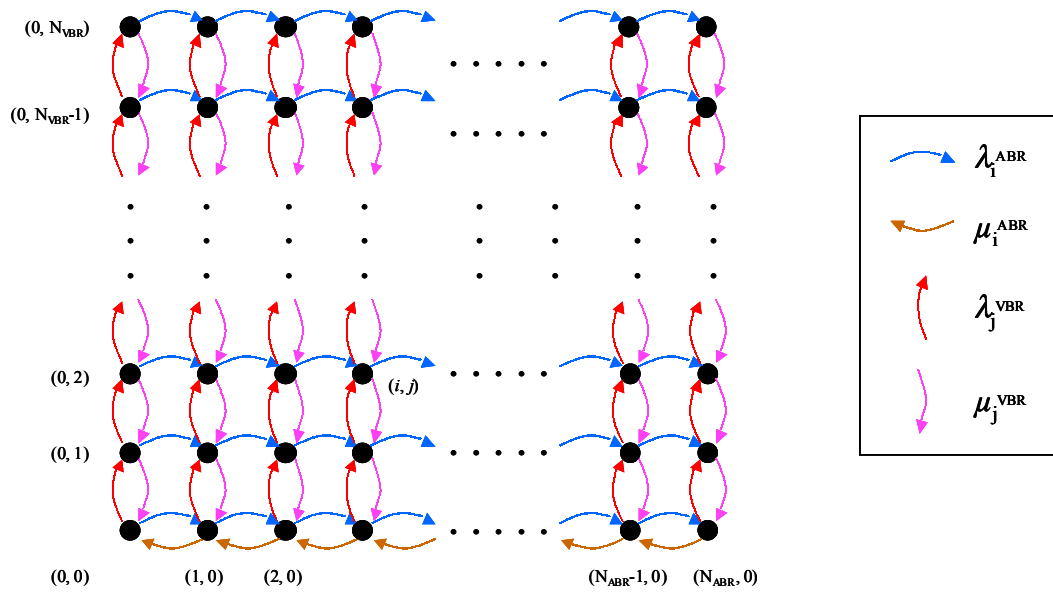 (0, N_VBR)
(0, N_VBR-1)
(0, 2)
(i, j)
(0, 1)
(0, 0)
(1, 0)
(2, 0)
(N_ABR-1, 0)
(N_ABR, 0)
λ_i^ABR
μ_i^ABR
λ_j^VBR
μ_j^VBR